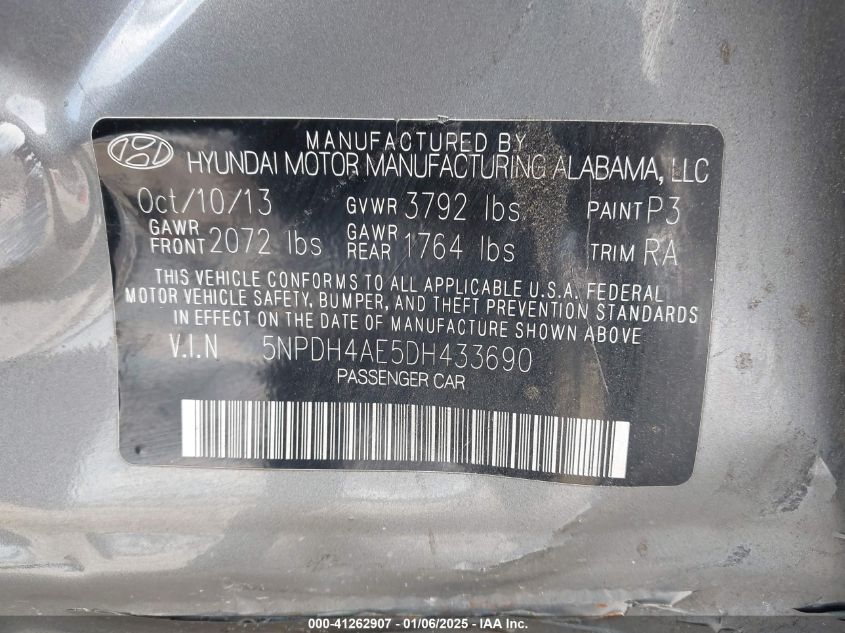 MANUFACTURED BY
HYUNDAI MOTOR MANUFACTURING ALABAMA, LLC
Oct/10/13 GVWR 3792 lbs PAINT P3
GAWR FRONT 2072 lbs GAWR REAR 1764 lbs TRIM RA
THIS VEHICLE CONFORMS TO ALL APPLICABLE U.S.A. FEDERAL
MOTOR VEHICLE SAFETY, BUMPER, AND THEFT PREVENTION STANDARDS
IN EFFECT ON THE DATE OF MANUFACTURE SHOWN ABOVE
V.I.N 5NPDH4AE5DH433690
PASSENGER CAR
000-41262907 - 01/06/2025 - © IAA, Inc.